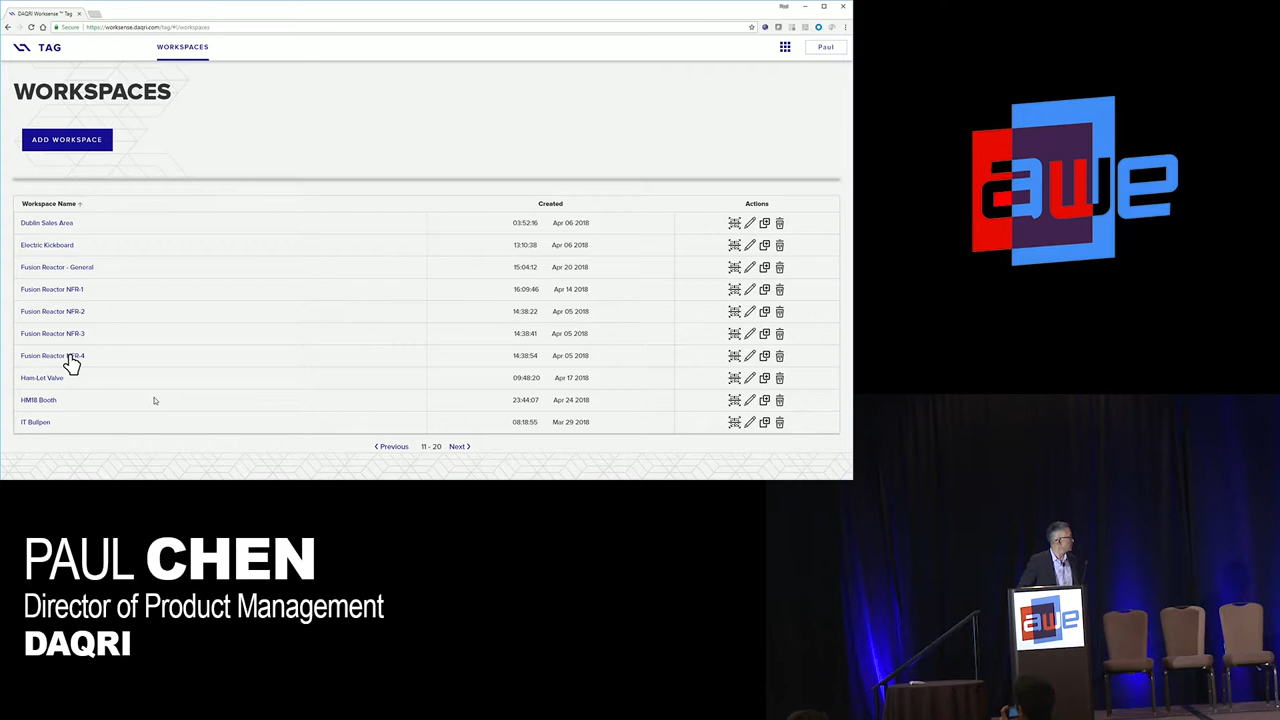 DAQRI Worksense ™ Tag
Secure https://worksense.daqri.com/tag/#!/workspaces
TAG
WORKSPACES
Paul
WORKSPACES
ADD WORKSPACE
Workspace Name Created Actions
Dublin Sales Area 03:52:16 Apr 06 2018
Electric Kickboard 13:10:38 Apr 06 2018
Fusion Reactor - General 15:04:12 Apr 20 2018
Fusion Reactor NFR-1 16:09:46 Apr 14 2018
Fusion Reactor NFR-2 14:38:22 Apr 05 2018
Fusion Reactor NFR-3 14:38:41 Apr 05 2018
Fusion Reactor NFR-4 14:38:54 Apr 05 2018
Ham-Let Valve 09:48:20 Apr 17 2018
HM18 Booth 23:44:07 Apr 24 2018
IT Bullpen 08:18:55 Mar 29 2018
Previous 11 - 20 Next
awe
PAUL CHEN
Director of Product Management
DAQRI
awe